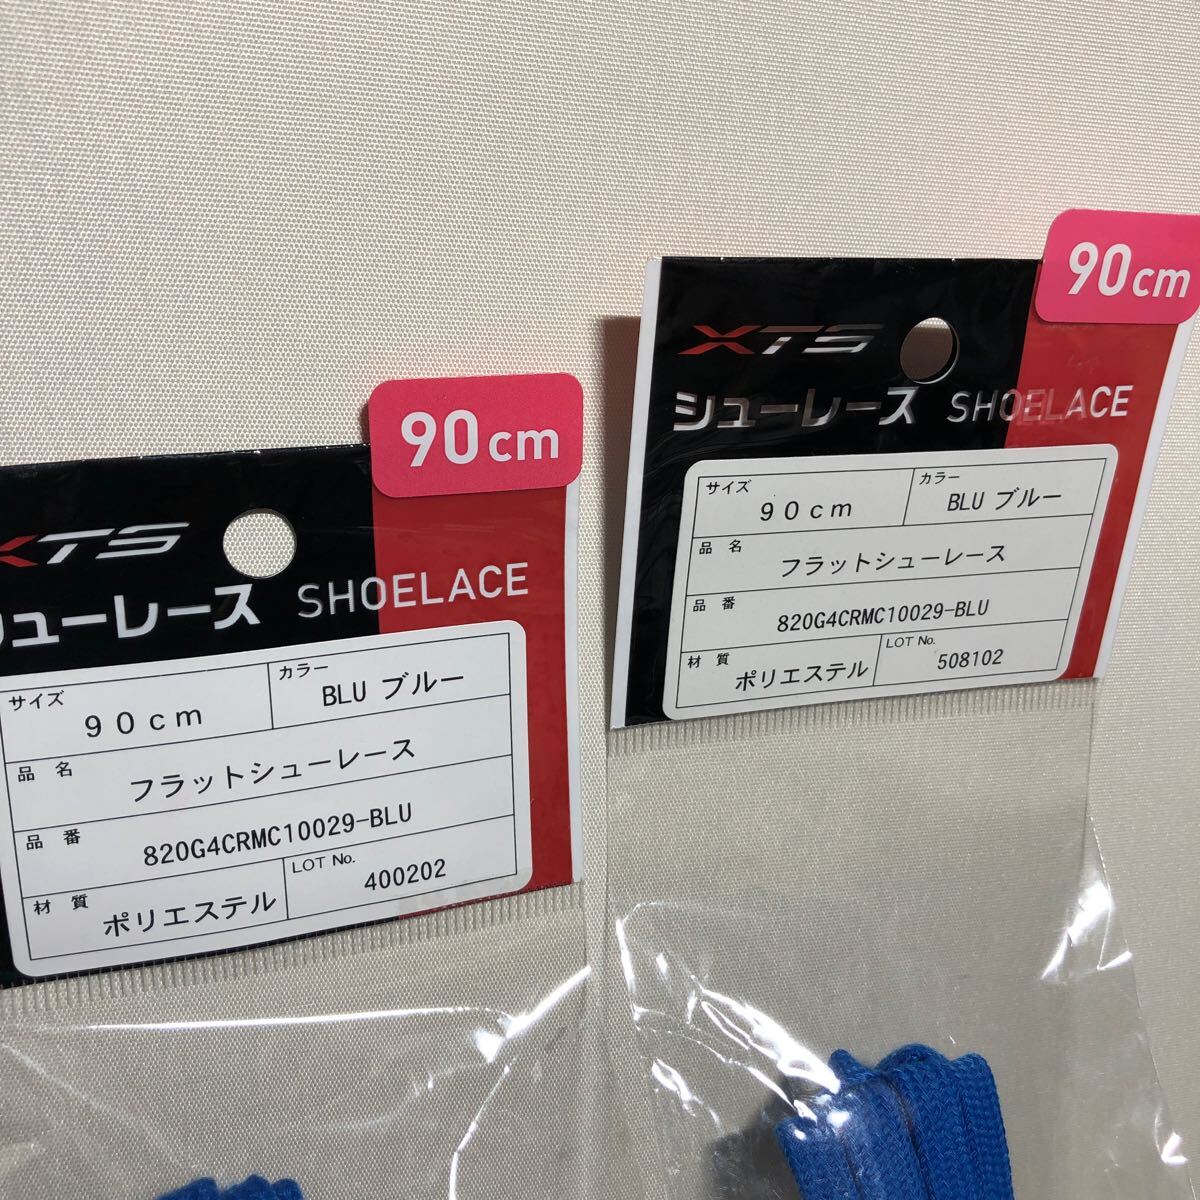 90cm
XTS
シューレース SHOELACE
サイズ 90cm カラー BLU ブルー
品名 フラットシューレース
品番 820G4CRMC10029-BLU
材質 ポリエステル LOT No. 400202
90cm
XTS
シューレース SHOELACE
サイズ 90cm カラー BLU ブルー
品名 フラットシューレース
品番 820G4CRMC10029-BLU
材質 ポリエステル LOT No. 508102